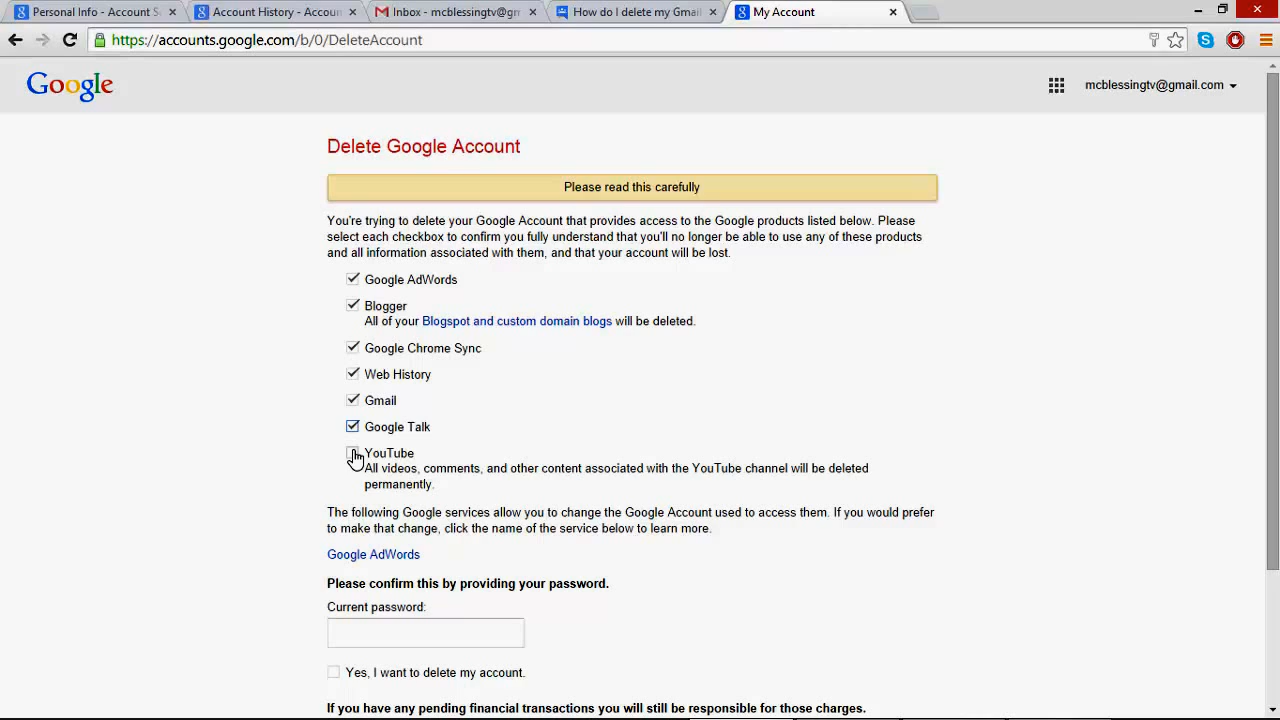 Personal Info - Account S
Account History - Accoun
Inbox - mcblessingtv@gm
How do I delete my Gmail
My Account
https://accounts.google.com/b/0/DeleteAccount
Google
mcblessingtv@gmail.com
Delete Google Account
Please read this carefully
You're trying to delete your Google Account that provides access to the Google products listed below. Please
select each checkbox to confirm you fully understand that you'll no longer be able to use any of these products
and all information associated with them, and that your account will be lost.
Google AdWords
Blogger
All of your Blogspot and custom domain blogs will be deleted.
Google Chrome Sync
Web History
Gmail
Google Talk
YouTube
All videos, comments, and other content associated with the YouTube channel will be deleted
permanently.
The following Google services allow you to change the Google Account used to access them. If you would prefer
to make that change, click the name of the service below to learn more.
Google AdWords
Please confirm this by providing your password.
Current password:
Yes, I want to delete my account.
If you have any pending financial transactions you will still be responsible for those charges.